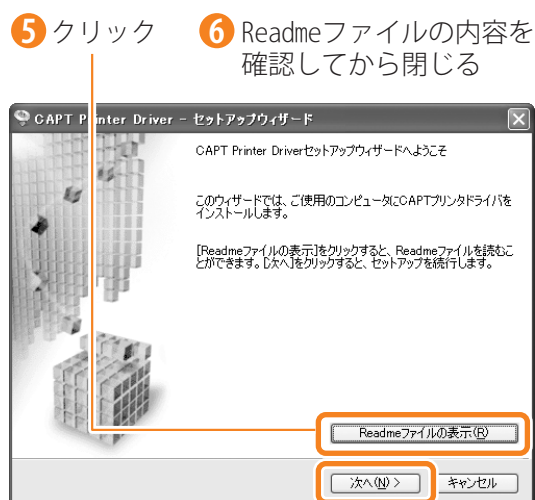 5 クリック
6 Readmeファイルの内容を
確認してから閉じる
CAPT Printer Driver - セットアップウィザード
CAPT Printer Driverセットアップウィザードへようこそ
このウィザードでは、ご使用のコンピュータにCAPTプリンタドライバを
インストールします。
[Readmeファイルの表示]をクリックすると、Readmeファイルを読むこ
とができます。[次へ]をクリックすると、セットアップを続行します。
Readmeファイルの表示(R)
次へ(N) >
キャンセル